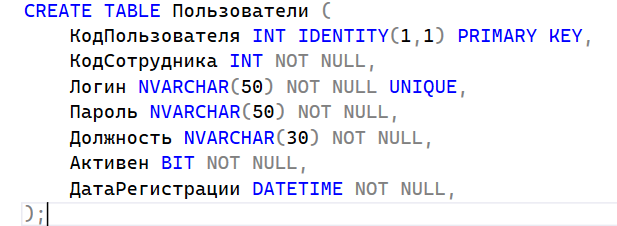 CREATE TABLE Пользователи (
КодПользователя INT IDENTITY(1,1) PRIMARY KEY,
КодСотрудника INT NOT NULL,
Логин NVARCHAR(50) NOT NULL UNIQUE,
Пароль NVARCHAR(50) NOT NULL,
Должность NVARCHAR(30) NOT NULL,
Активен BIT NOT NULL,
ДатаРегистрации DATETIME NOT NULL,
);